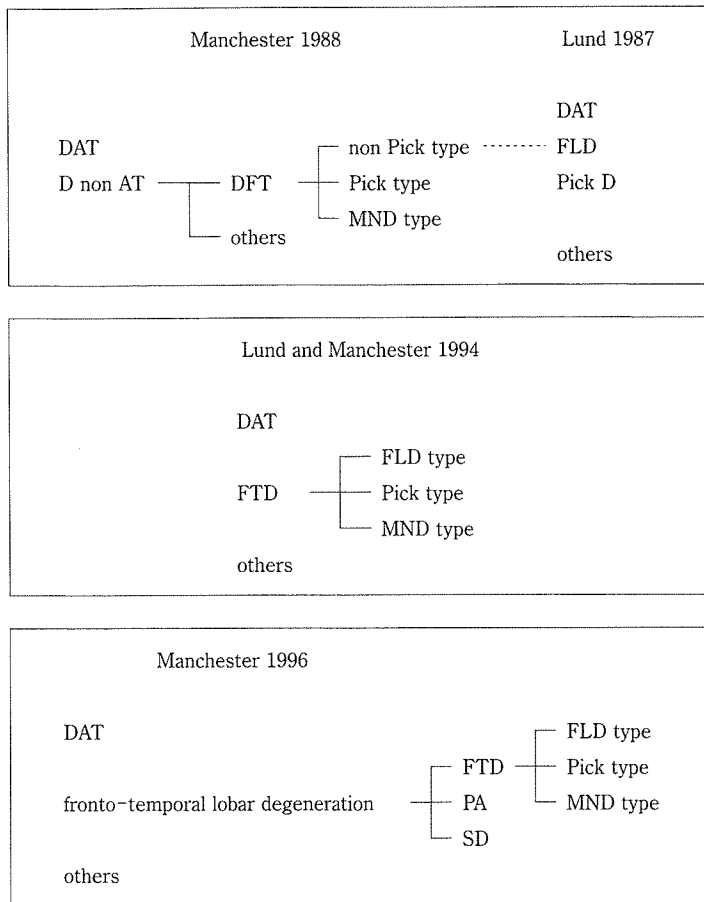 Manchester 1988 Lund 1987
DAT
DAT non Pick type FLD
D non AT DFT Pick type Pick D
MND type
others
others
Lund and Manchester 1994
DAT
FLD type
FTD Pick type
MND type
others
Manchester 1996
DAT FLD type
FTD Pick type
fronto-temporal lobar degeneration PA MND type
SD
others